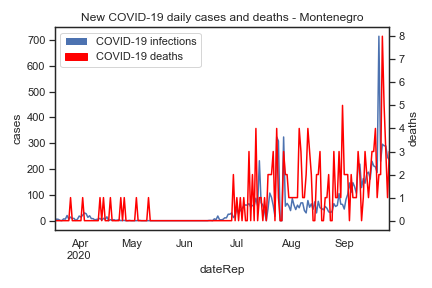 New COVID-19 daily cases and deaths - Montenegro
COVID-19 infections
COVID-19 deaths
700
600
500
400
300
200
100
0
cases
8
7
6
5
4
3
2
1
0
deaths
Apr May Jun Jul Aug Sep
2020
dateRep